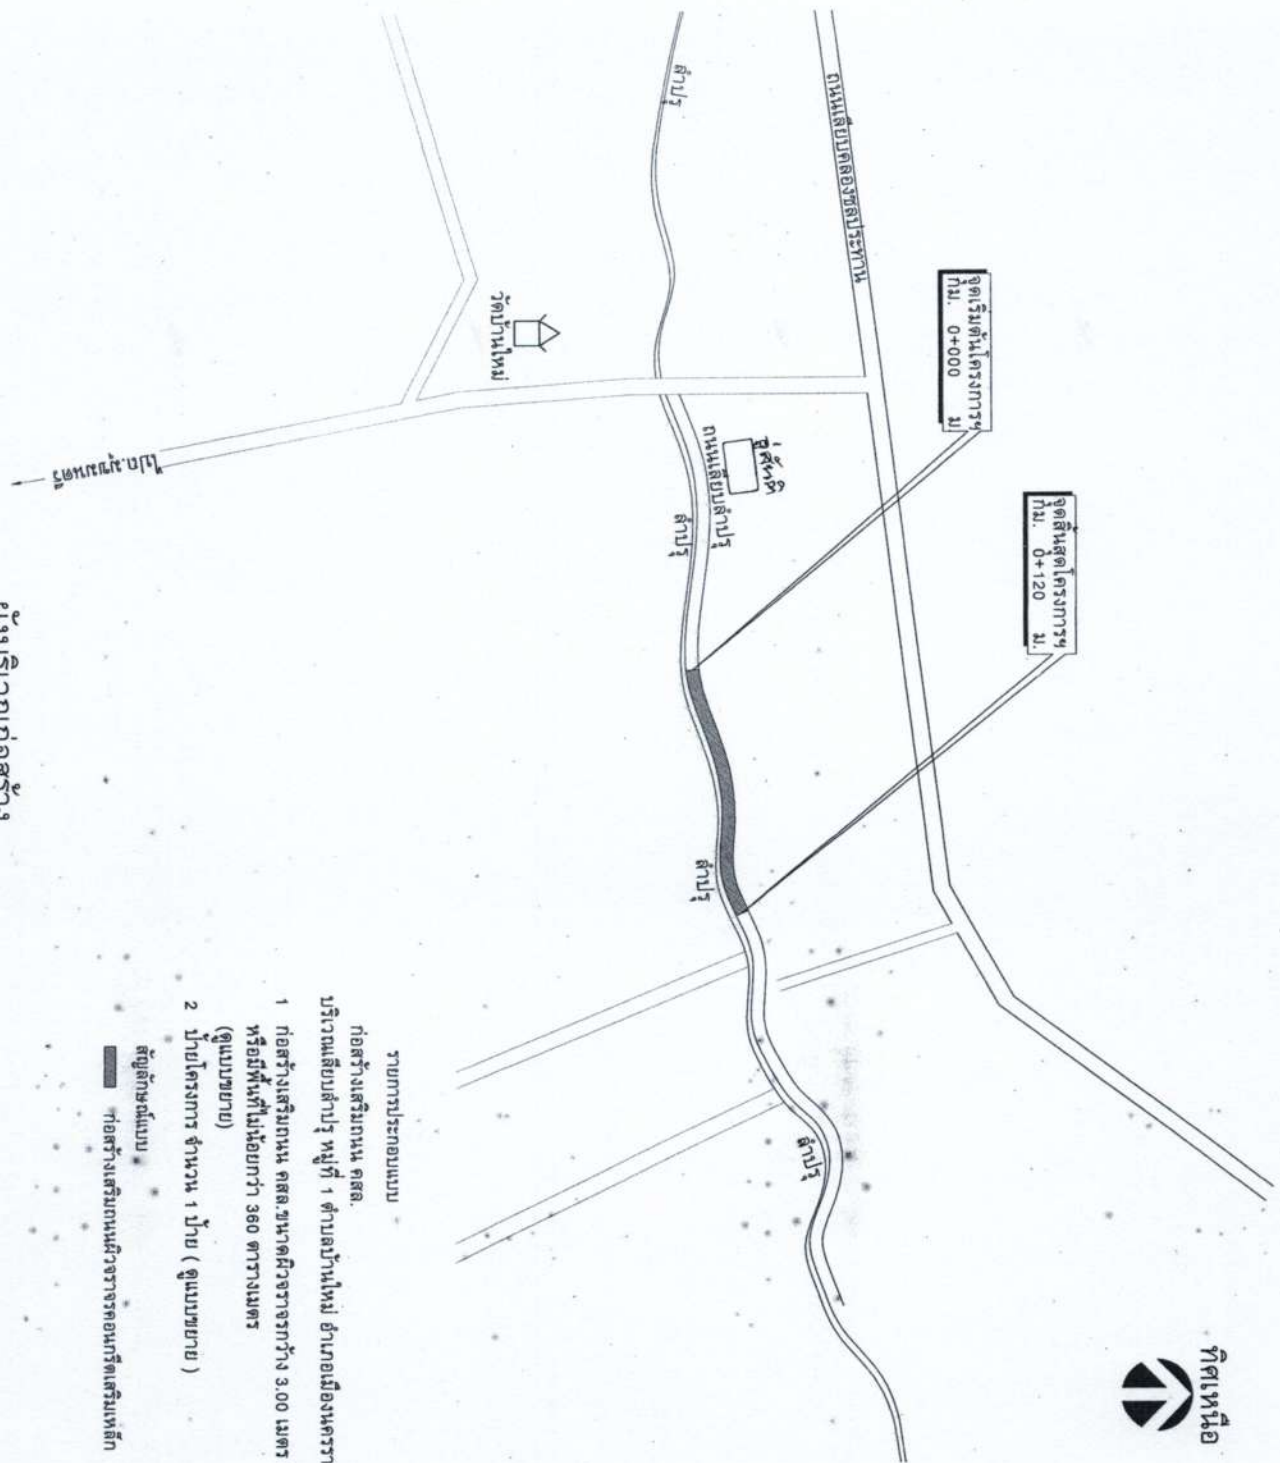 ทิศเหนือ
จุดเริ่มต้นโครงการฯ
กม. 0+000 ม
จุดสิ้นสุดโครงการฯ
กม. 0+120 ม.
ถนนเลียบคลองชลประทาน
ลำปรุ
ถนนเลียบลำปรุ
ลำปรุ
ลำปรุ
ลำปรุ
วัดบ้านใหม่
ไปถ.มุขมนตรี
ผังบริเวณก่อสร้าง
รายการประกอบแบบ
ก่อสร้างเสริมถนน คสล.
บริเวณเลียบลำปรุ หมู่ที่ 1 ตำบลบ้านใหม่ อำเภอเมืองนครรา
1 ก่อสร้างเสริมถนน คสล.ขนาดผิวจราจรกว้าง 3.00 เมตร
หรือมีพื้นที่ไม่น้อยกว่า 360 ตารางเมตร
(ดูแบบขยาย)
2 ป้ายโครงการ จำนวน 1 ป้าย ( ดูแบบขยาย )
สัญลักษณ์แบบ
ก่อสร้างเสริมถนนผิวจราจรคอนกรีตเสริมเหล็ก